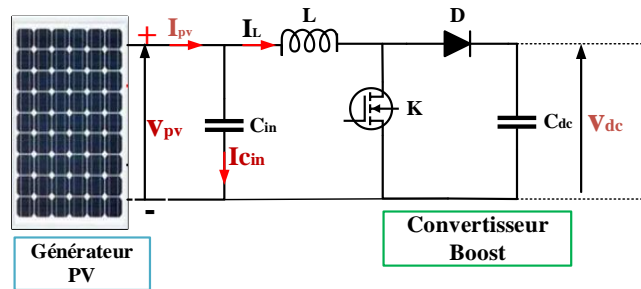 + Ipv IL L D
Vpv Cin K Cdc Vdc
Icin
-
Générateur
PV
Convertisseur
Boost